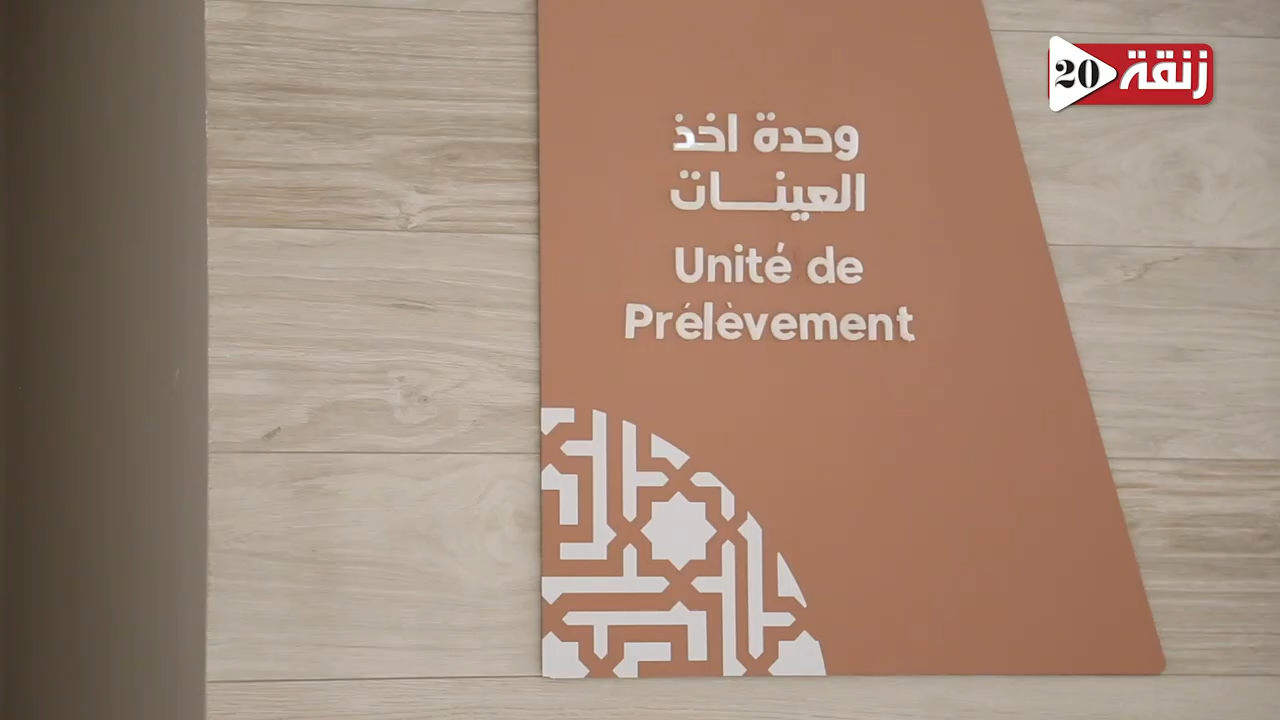 زنقة 20
وحدة اخذ
العينــات
Unité de
Prélèvement